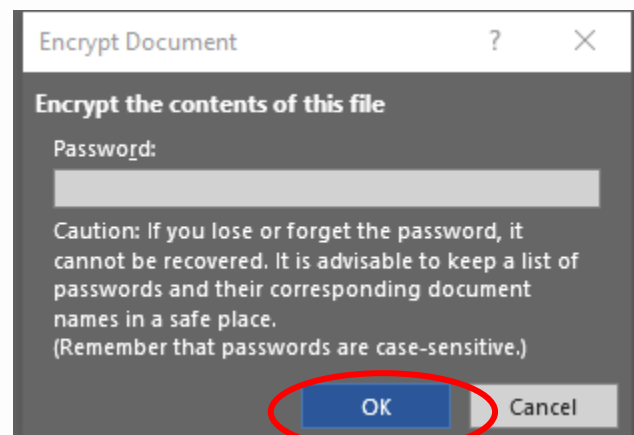 Encrypt Document ? ×
Encrypt the contents of this file
Password:
Caution: If you lose or forget the password, it
cannot be recovered. It is advisable to keep a list of
passwords and their corresponding document
names in a safe place.
(Remember that passwords are case-sensitive.)
OK Cancel